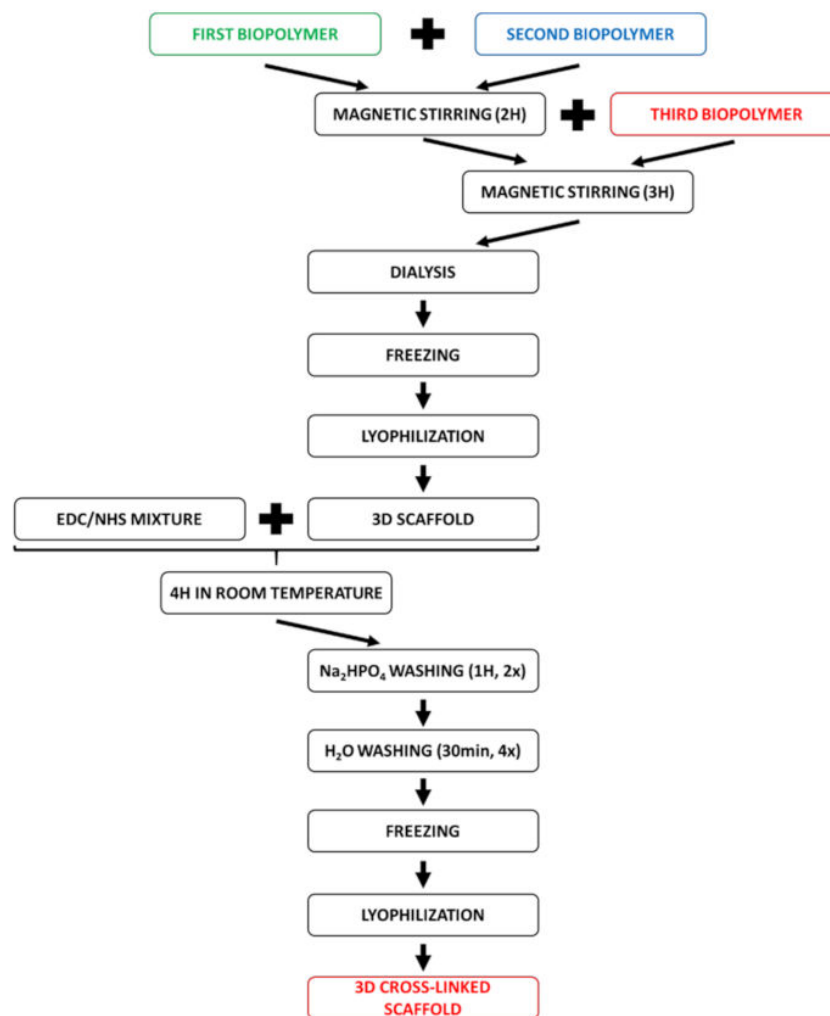 FIRST BIOPOLYMER
SECOND BIOPOLYMER
MAGNETIC STIRRING (2H)
THIRD BIOPOLYMER
MAGNETIC STIRRING (3H)
DIALYSIS
FREEZING
LYOPHILIZATION
EDC/NHS MIXTURE
3D SCAFFOLD
4H IN ROOM TEMPERATURE
Na₂HPO₄ WASHING (1H, 2x)
H₂O WASHING (30min, 4x)
FREEZING
LYOPHILIZATION
3D CROSS-LINKED
SCAFFOLD